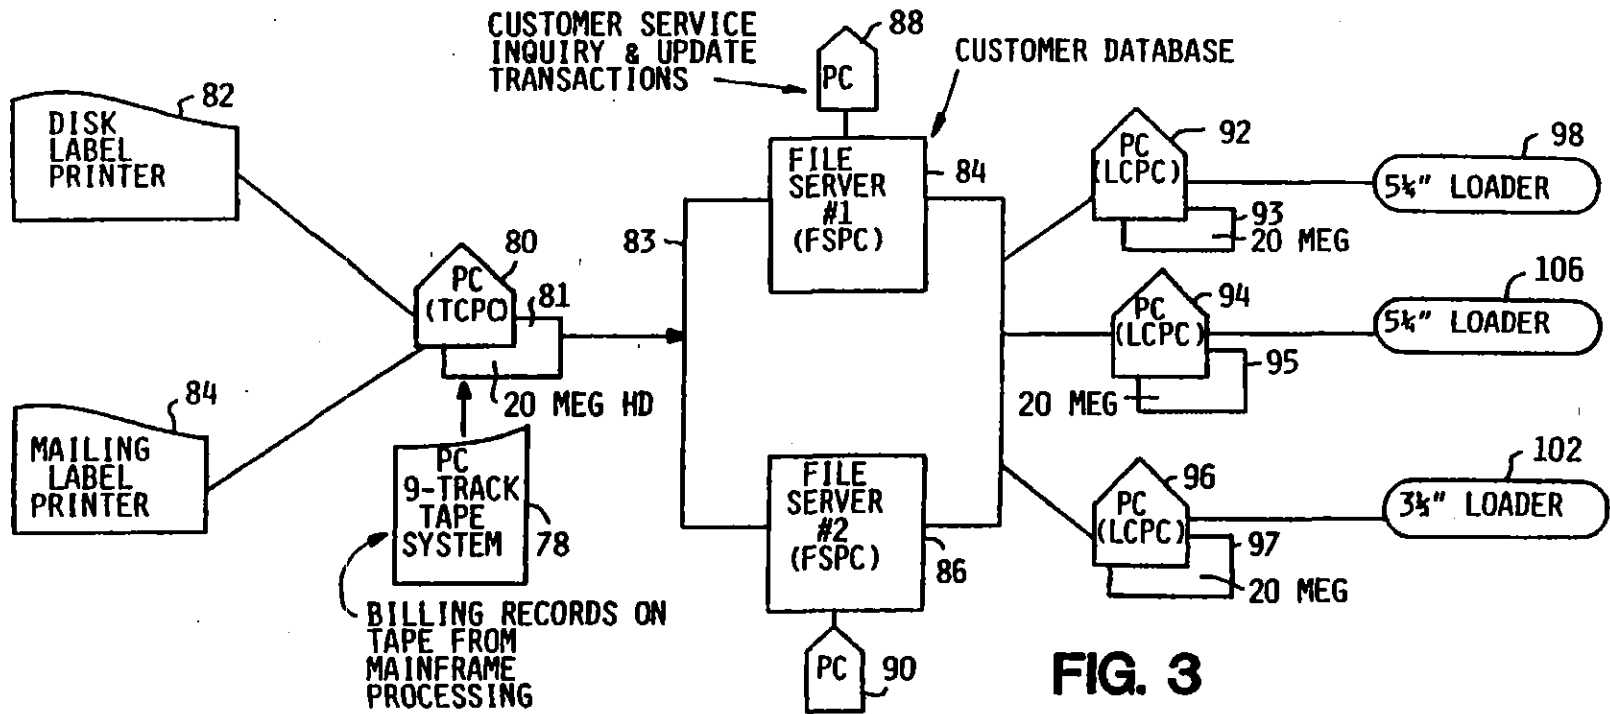 CUSTOMER SERVICE
INQUIRY & UPDATE
TRANSACTIONS
88
PC
CUSTOMER DATABASE
82
DISK
LABEL
PRINTER
FILE
SERVER
#1
(FSPC)
84
92
PC
(LCPC)
93
20 MEG
98
5¼" LOADER
83
80
PC
(TCPC)
81
20 MEG HD
94
PC
(LCPC)
95
20 MEG
106
5¼" LOADER
84
MAILING
LABEL
PRINTER
PC
9-TRACK
TAPE
SYSTEM
78
FILE
SERVER
#2
(FSPC)
86
96
PC
(LCPC)
97
20 MEG
102
3½" LOADER
BILLING RECORDS ON
TAPE FROM
MAINFRAME
PROCESSING
PC
90
FIG. 3